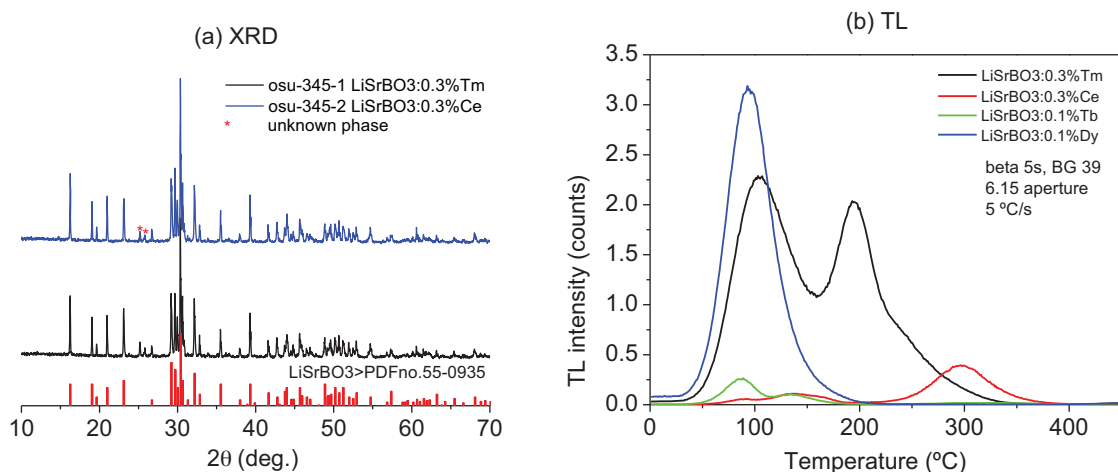 (a) XRD
osu-345-1 LiSrBO3:0.3%Tm
osu-345-2 LiSrBO3:0.3%Ce
* unknown phase
* *
LiSrBO3>PDFno.55-0935
10 20 30 40 50 60 70
2θ (deg.)
(b) TL
3.5
3.0
2.5
2.0
1.5
1.0
0.5
0.0
TL intensity (counts)
LiSrBO3:0.3%Tm
LiSrBO3:0.3%Ce
LiSrBO3:0.1%Tb
LiSrBO3:0.1%Dy
beta 5s, BG 39
6.15 aperture
5 ºC/s
0 100 200 300 400
Temperature (ºC)